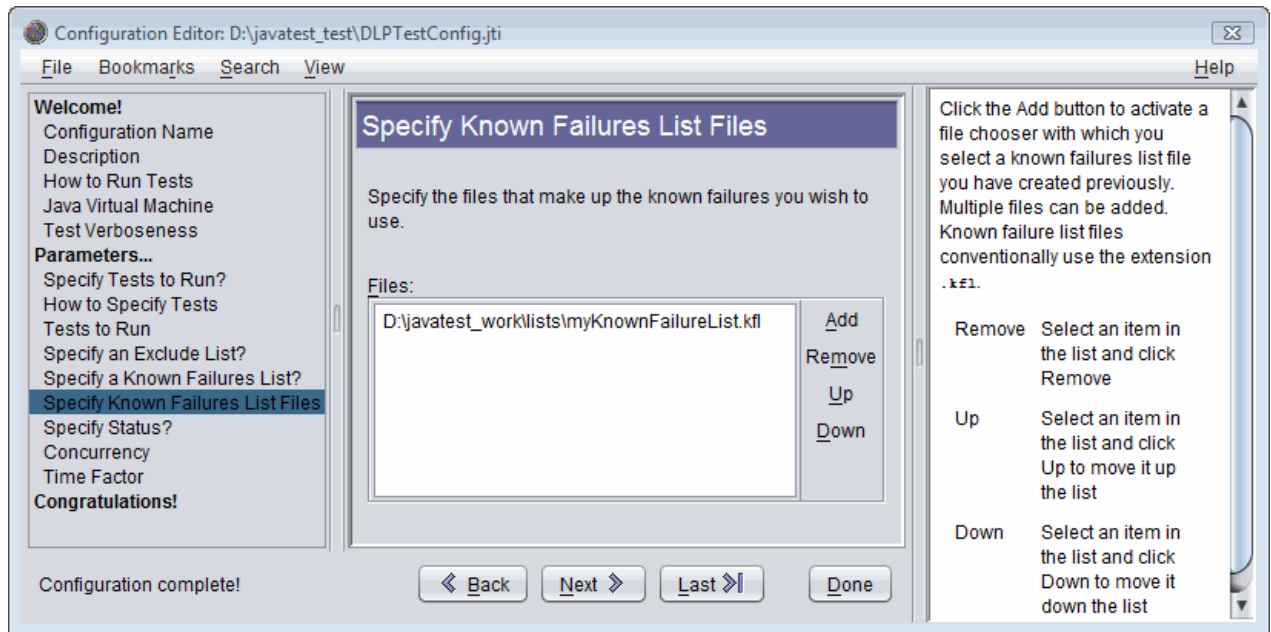 Configuration Editor: D:\javatest_test\DLPTestConfig.jti
File Bookmarks Search View Help
Welcome!
Configuration Name
Description
How to Run Tests
Java Virtual Machine
Test Verboseness
Parameters...
Specify Tests to Run?
How to Specify Tests
Tests to Run
Specify an Exclude List?
Specify a Known Failures List?
Specify Known Failures List Files
Specify Status?
Concurrency
Time Factor
Congratulations!
Specify Known Failures List Files
Specify the files that make up the known failures you wish to
use.
Files:
D:\javatest_work\lists\myKnownFailureList.kfl
Add
Remove
Up
Down
Click the Add button to activate a
file chooser with which you
select a known failures list file
you have created previously.
Multiple files can be added.
Known failure list files
conventionally use the extension
.kfl.
Remove Select an item in
the list and click
Remove
Up Select an item in
the list and click
Up to move it up
the list
Down Select an item in
the list and click
Down to move it
down the list
Configuration complete!
Back Next Last Done